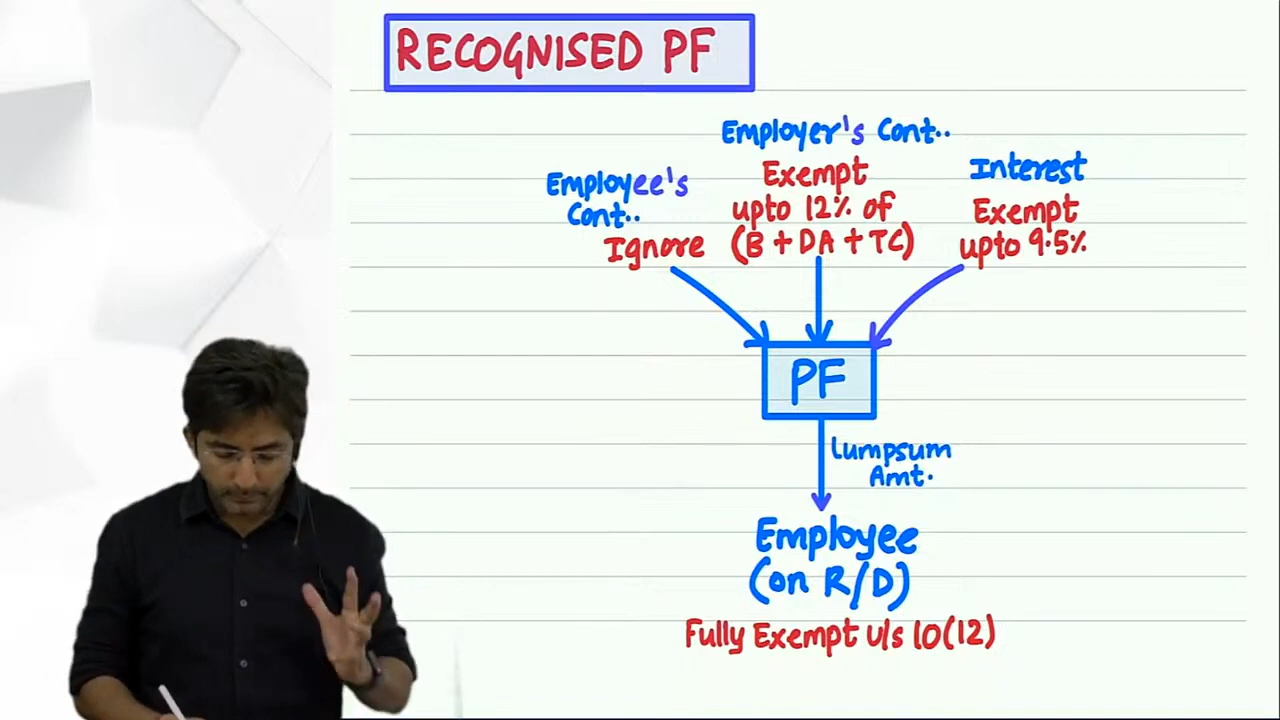 RECOGNISED PF
Employer's Cont..
Exempt
upto 12% of
(B + DA + TC)
Employee's
Cont..
Ignore
Interest
Exempt
upto 9.5%
PF
Lumpsum
Amt.
Employee
(on R/D)
Fully Exempt u/s 10(12)